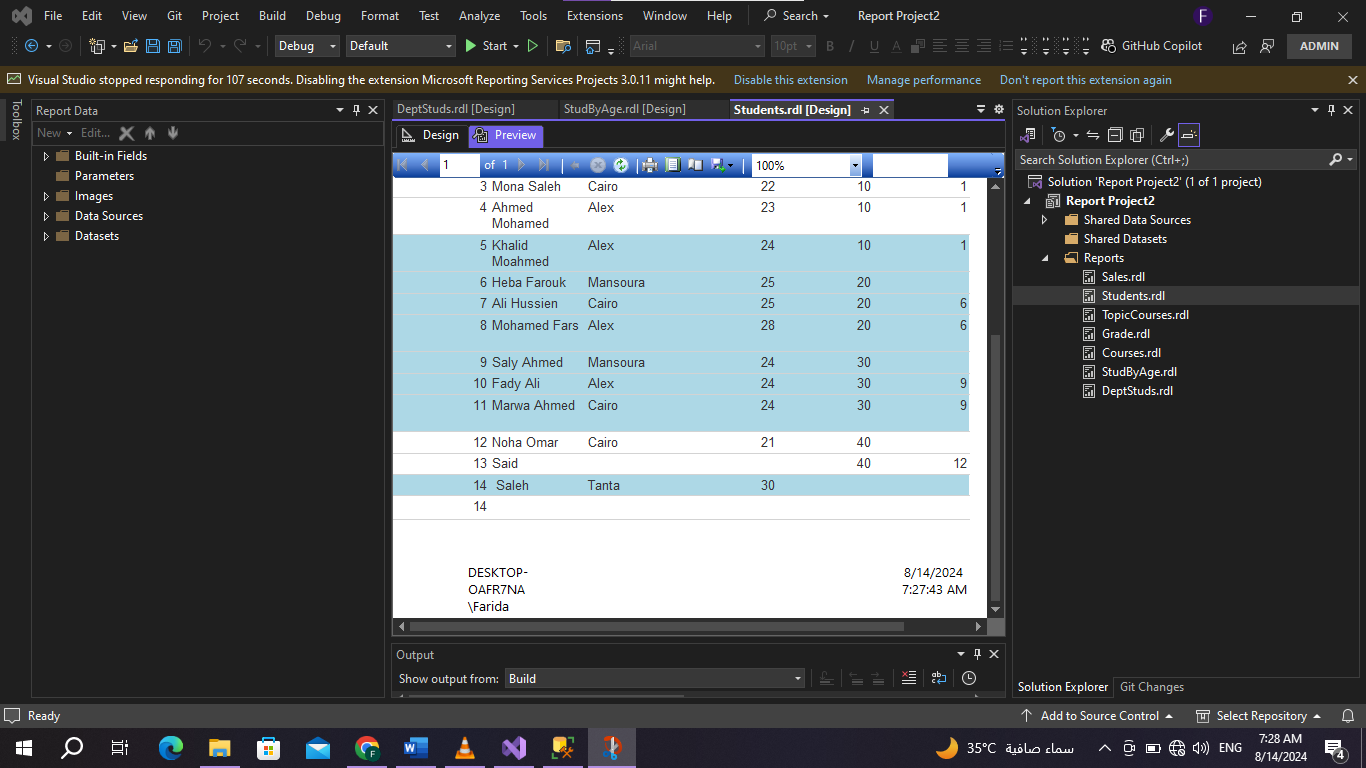 File Edit View Git Project Build Debug Format Test Analyze Tools Extensions Window Help Search Report Project2 F
Debug Default Start Arial 10pt B I U A GitHub Copilot ADMIN
Visual Studio stopped responding for 107 seconds. Disabling the extension Microsoft Reporting Services Projects 3.0.11 might help. Disable this extension Manage performance Don't report this extension again
Toolbox
Report Data
New Edit...
Built-in Fields
Parameters
Images
Data Sources
Datasets
DeptStuds.rdl [Design] StudByAge.rdl [Design] Students.rdl [Design]
Design Preview
1 of 1 100%
3 Mona Saleh Cairo 22 10 1
4 Ahmed Alex 23 10 1
Mohamed
5 Khalid Alex 24 10 1
Moahmed
6 Heba Farouk Mansoura 25 20
7 Ali Hussien Cairo 25 20 6
8 Mohamed Fars Alex 28 20 6
9 Saly Ahmed Mansoura 24 30
10 Fady Ali Alex 24 30 9
11 Marwa Ahmed Cairo 24 30 9
12 Noha Omar Cairo 21 40
13 Said 40 12
14 Saleh Tanta 30
14
DESKTOP- 8/14/2024
OAFR7NA 7:27:43 AM
\Farida
Output
Show output from: Build
Solution Explorer
Search Solution Explorer (Ctrl+;)
Solution 'Report Project2' (1 of 1 project)
Report Project2
Shared Data Sources
Shared Datasets
Reports
Sales.rdl
Students.rdl
TopicCourses.rdl
Grade.rdl
Courses.rdl
StudByAge.rdl
DeptStuds.rdl
Solution Explorer Git Changes
Ready Add to Source Control Select Repository
35°C سماء صافية ENG 7:28 AM
8/14/2024 4